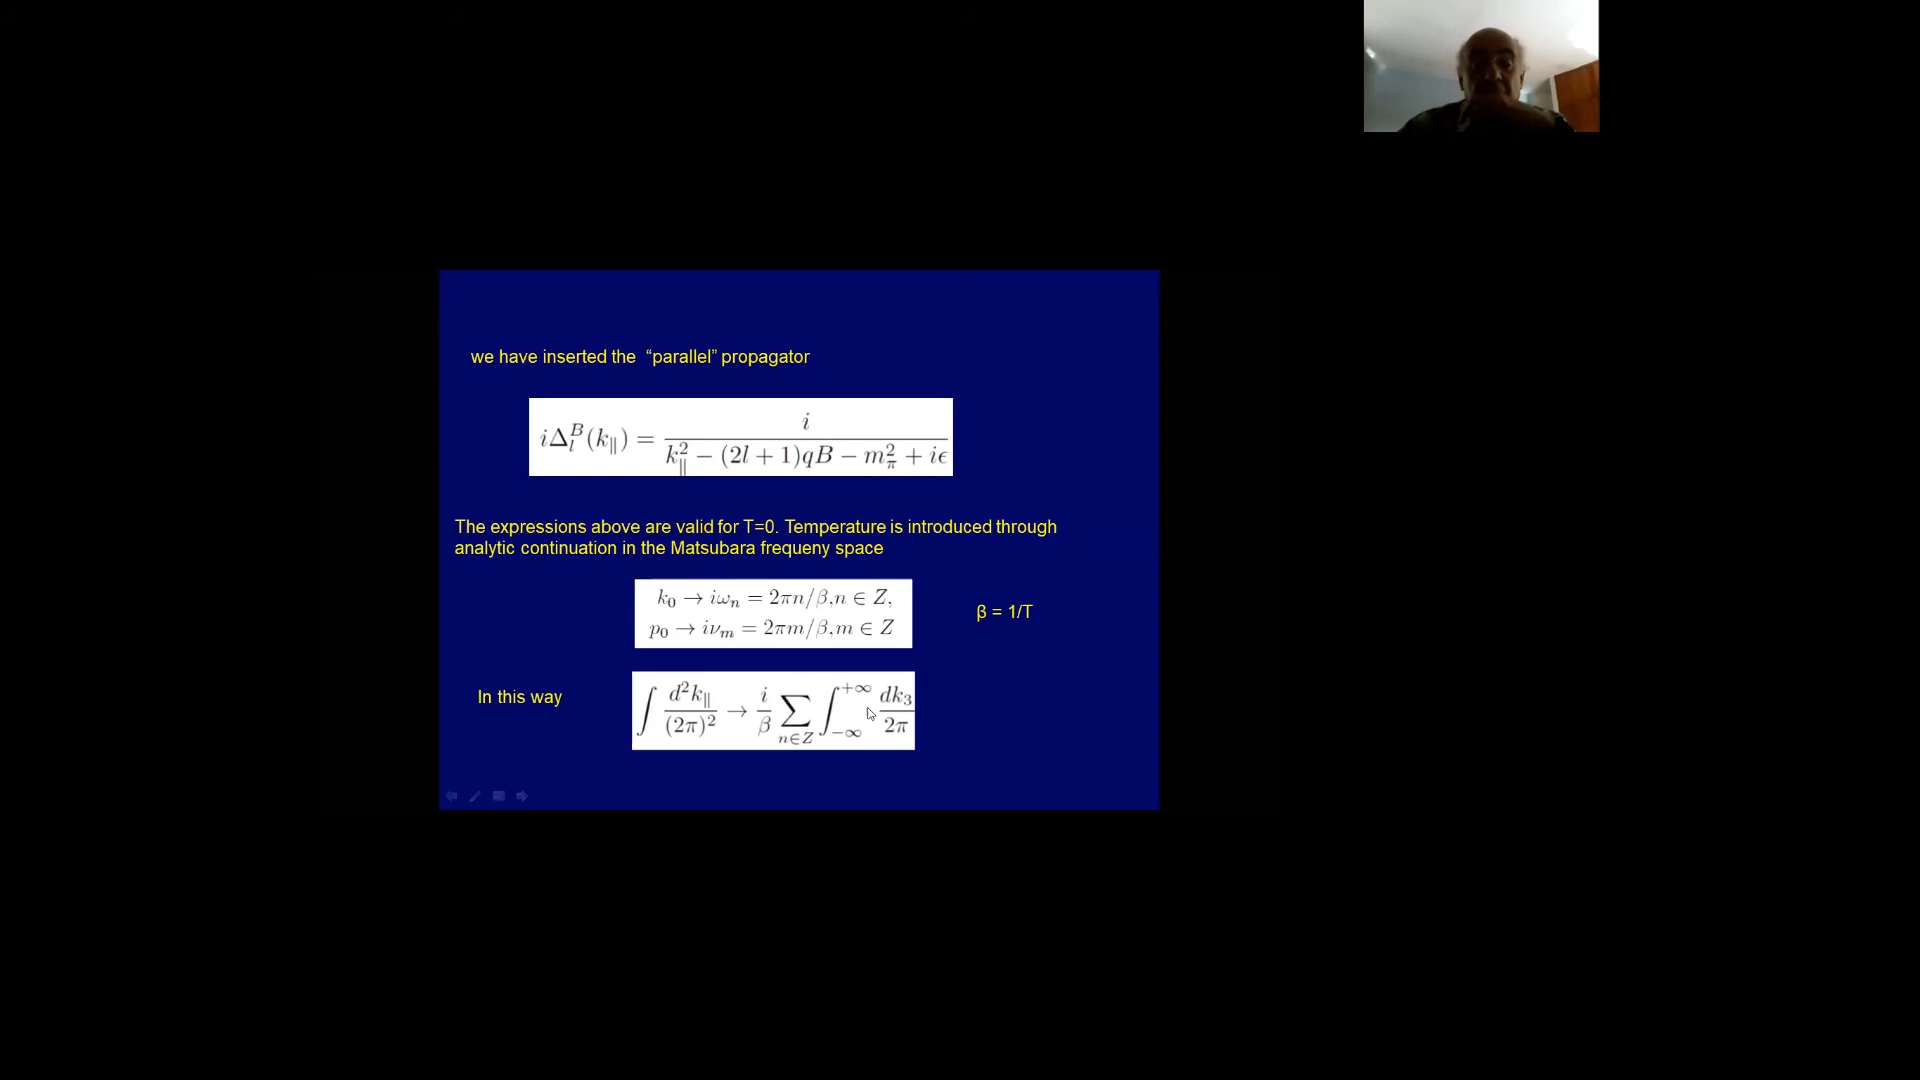 we have inserted the “parallel” propagator
iΔ_l^B(k_∥) = i / (k_∥^2 − (2l + 1)qB − m_π^2 + iϵ)
The expressions above are valid for T=0. Temperature is introduced through
analytic continuation in the Matsubara frequeny space
k_0 → iω_n = 2πn/β, n ∈ Z,
β = 1/T
p_0 → iν_m = 2πm/β, m ∈ Z
In this way
∫ d^2k_∥/(2π)^2 → i/β ∑_{n∈Z} ∫_{−∞}^{+∞} dk_3/2π